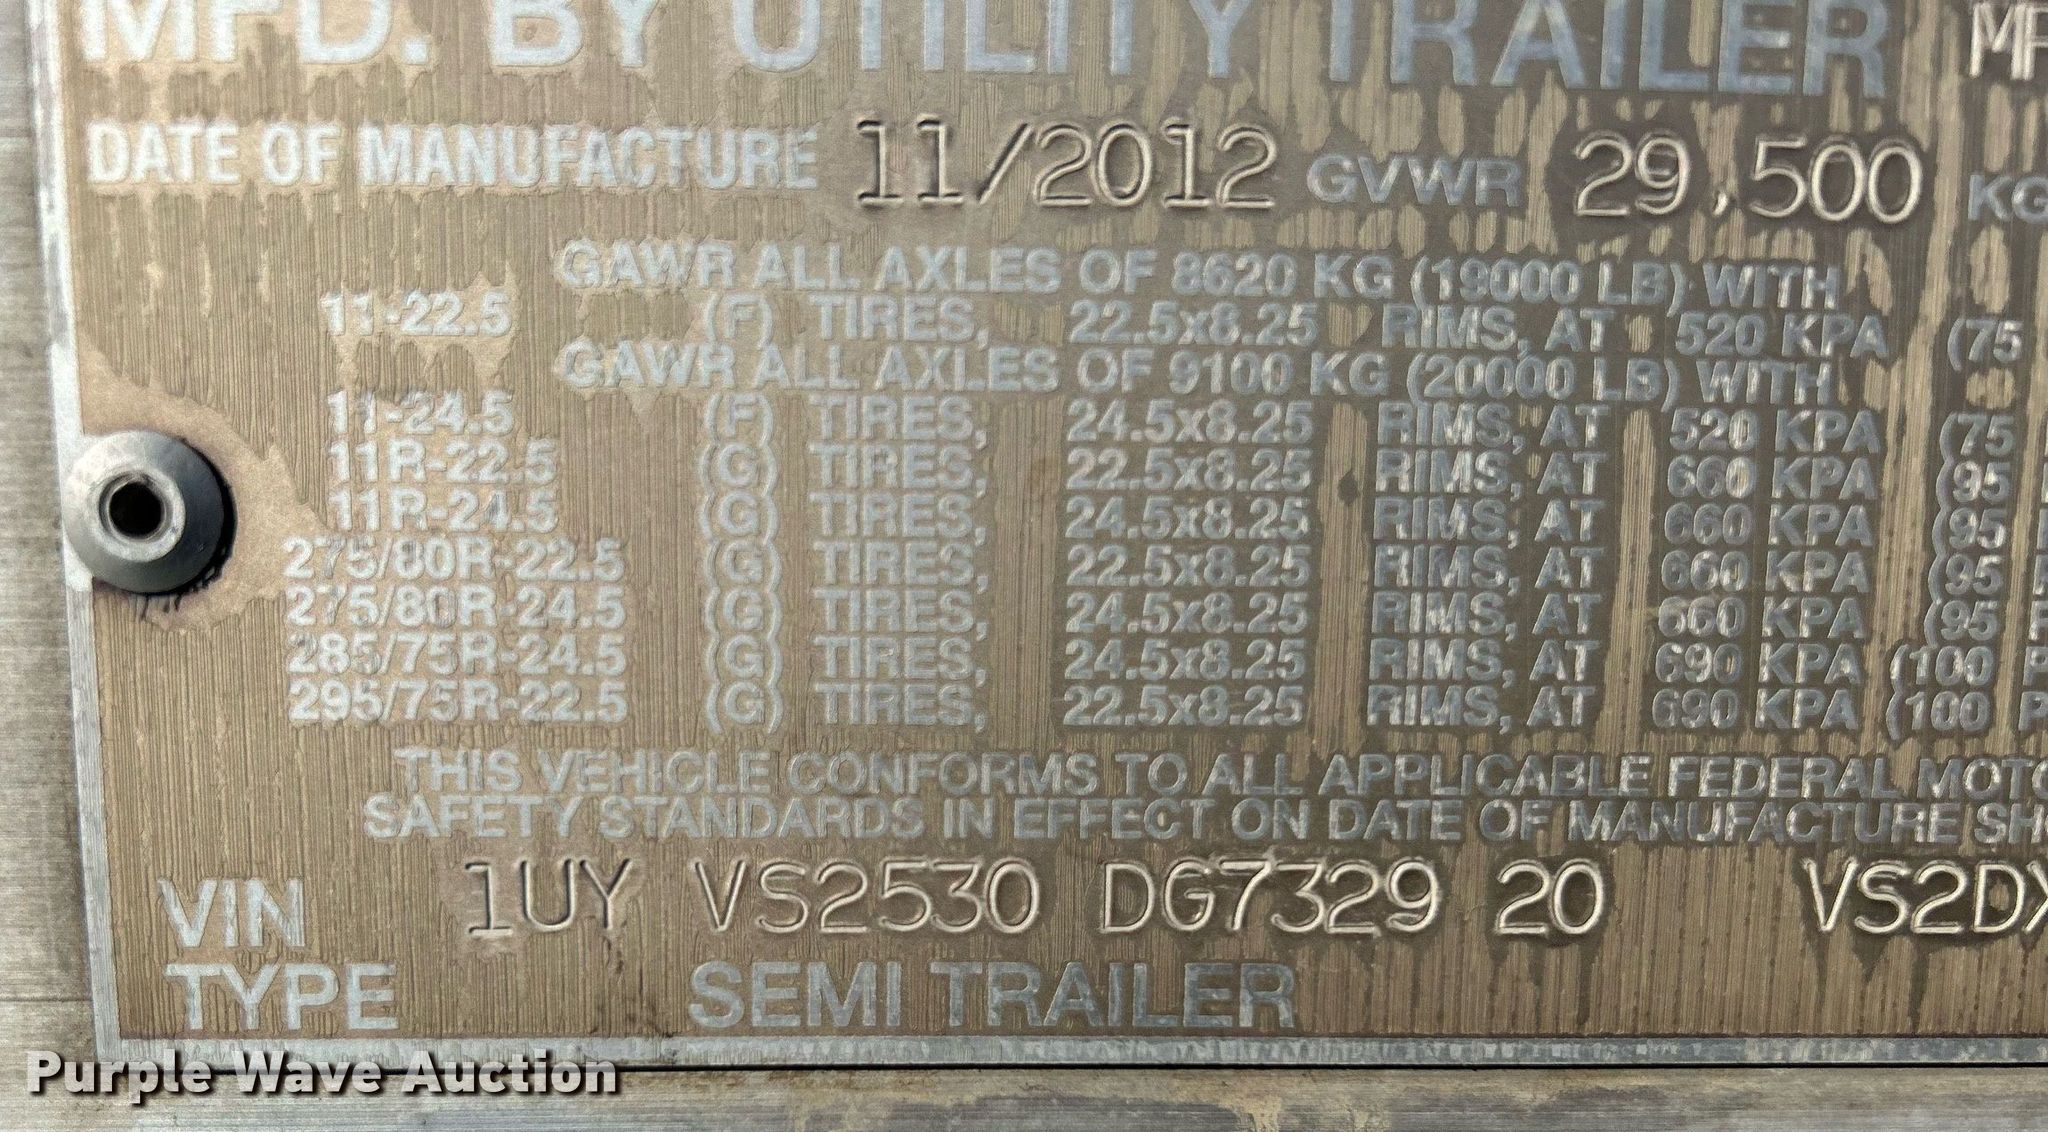 MFD. BY UTILITY TRAILER
DATE OF MANUFACTURE 11/2012 GVWR 29,500 KG
GAWR ALL AXLES OF 8620 KG (19000 LB) WITH
11-22.5 (F) TIRES, 22.5x8.25 RIMS, AT 520 KPA (75
GAWR ALL AXLES OF 9100 KG (20000 LB) WITH
11-24.5 (F) TIRES, 24.5x8.25 RIMS, AT 520 KPA (75
11R-22.5 (G) TIRES, 22.5x8.25 RIMS, AT 660 KPA (95
11R-24.5 (G) TIRES, 24.5x8.25 RIMS, AT 660 KPA (95
275/80R-22.5 (G) TIRES, 22.5x8.25 RIMS, AT 660 KPA (95
275/80R-24.5 (G) TIRES, 24.5x8.25 RIMS, AT 660 KPA (95
285/75R-24.5 (G) TIRES, 24.5x8.25 RIMS, AT 690 KPA (100 P
295/75R-22.5 (G) TIRES, 22.5x8.25 RIMS, AT 690 KPA (100 P
THIS VEHICLE CONFORMS TO ALL APPLICABLE FEDERAL MOTO
SAFETY STANDARDS IN EFFECT ON DATE OF MANUFACTURE SH
VIN 1UY VS2530 DG7329 20 VS2DX
TYPE SEMI TRAILER
Purple Wave Auction